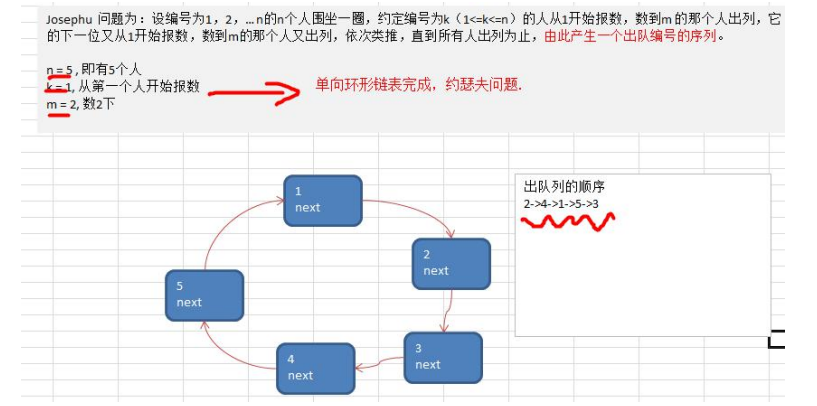 Josephu 问题为：设编号为1，2，… n的n个人围坐一圈，约定编号为k（1<=k<=n）的人从1开始报数，数到m 的那个人出列，它
的下一位又从1开始报数，数到m的那个人又出列，依次类推，直到所有人出列为止，由此产生一个出队编号的序列。
n = 5 , 即有5个人
k = 1, 从第一个人开始报数
m = 2, 数2下
单向环形链表完成，约瑟夫问题.
出队列的顺序
2->4->1->5->3
1
next
2
next
3
next
4
next
5
next